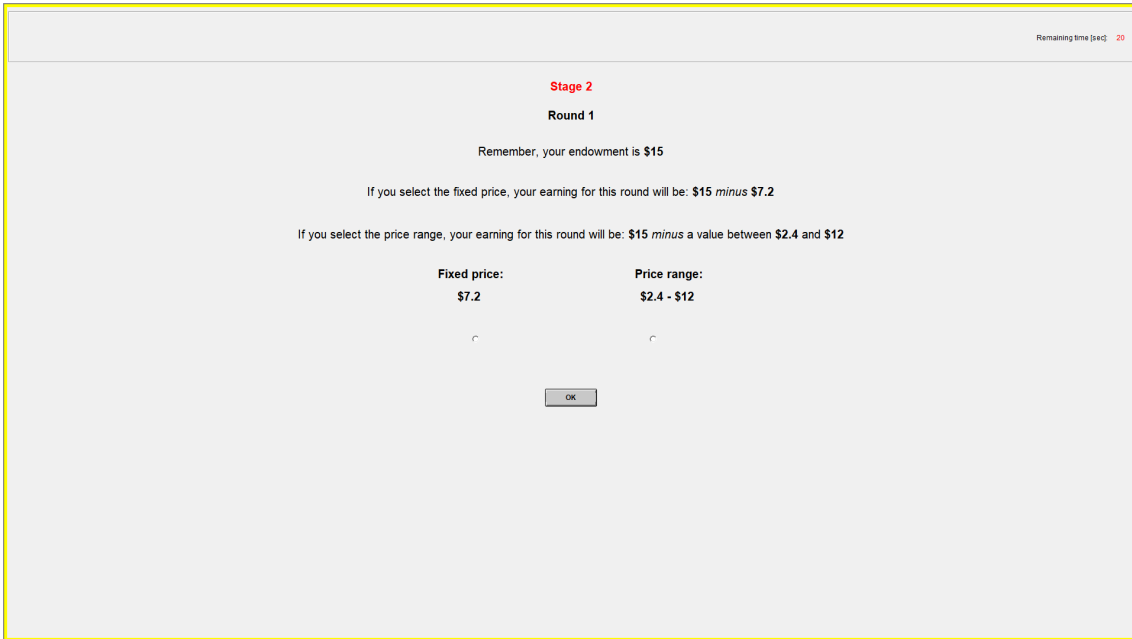 Remaining time [sec]: 20
Stage 2
Round 1
Remember, your endowment is $15
If you select the fixed price, your earning for this round will be: $15 minus $7.2
If you select the price range, your earning for this round will be: $15 minus a value between $2.4 and $12
Fixed price: Price range:
$7.2 $2.4 - $12
OK